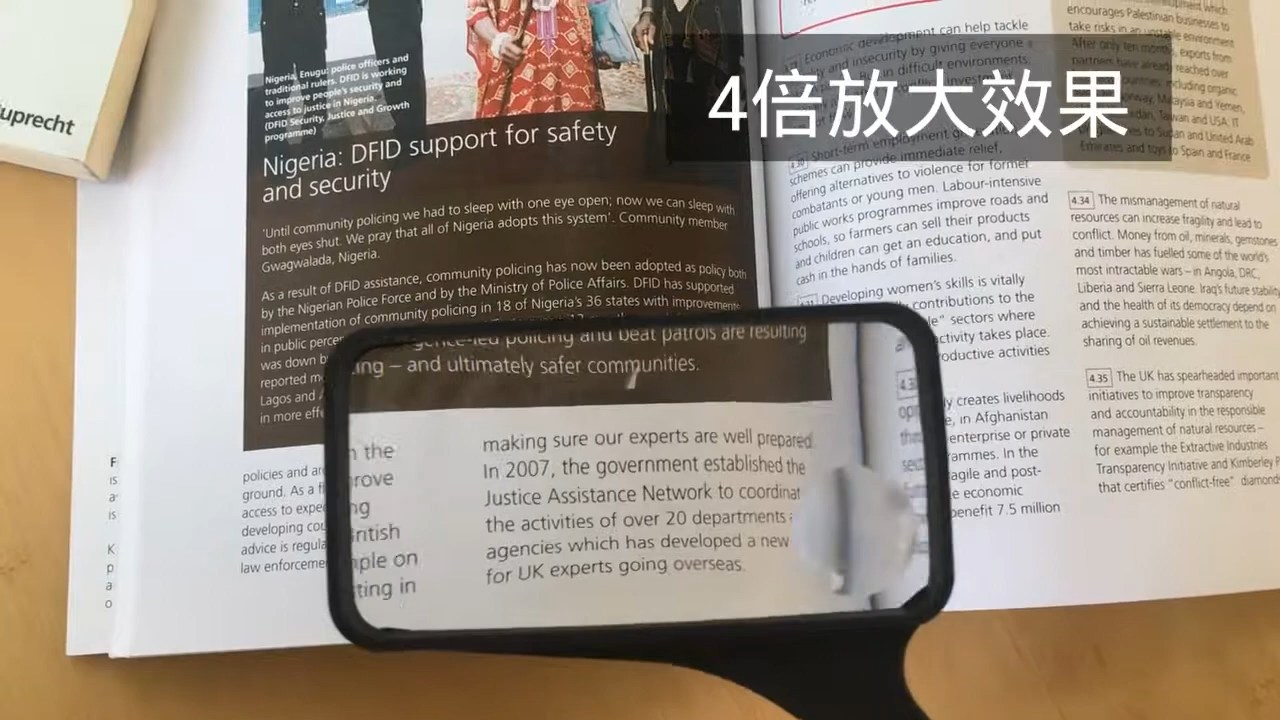 uprecht
Nigeria, Enugu: police officers and
traditional rulers. DFID is working
to improve people's security and
access to justice in Nigeria.
(DFID Security, Justice and Growth
programme)
Nigeria: DFID support for safety
and security
'Until community policing we had to sleep with one eye open; now we can sleep with
both eyes shut. We pray that all of Nigeria adopts this system'. Community member
Gwagwalada, Nigeria.
As a result of DFID assistance, community policing has now been adopted as policy both
by the Nigerian Police Force and by the Ministry of Police Affairs. DFID has supported
implementation of community policing in 18 of Nigeria's 36 states with improvements
in public
was down
reported
Lagos and
in more
policies and
ground. As a
access to
developing
advice is
law
policing and beat patrols are resulting
– and ultimately safer communities.
the
on
in
making sure our experts are well prepared.
In 2007, the government established the
Justice Assistance Network to
the activities of over 20 departments
agencies which has developed a new
for UK experts going overseas.
4倍放大效果
Economic development can help tackle
and insecurity by giving everyone a
in difficult environments.
4.30 Short-term employment
schemes can provide immediate relief,
offering alternatives to violence for former
combatants or young men. Labour-intensive
public works programmes improve roads and
schools, so farmers can sell their products
and children can get an education, and put
cash in the hands of families.
Developing women's skills is vitally
contributions to the
sectors where
activity takes place.
activities
creates livelihoods
in Afghanistan
enterprise or private
In the
and post-
economic
benefit 7.5 million
encourages Palestinian businesses to
take risks in an unstable environment
After only ten months, exports from
partners have already reached over
countries, including organic
Norway, Malaysia and Yemen,
Taiwan and USA; IT
to Sudan and United Arab
Emirates and toys to Spain and France
4.34 The mismanagement of natural
resources can increase fragility and lead to
conflict. Money from oil, minerals, gemstones
and timber has fuelled some of the world's
most intractable wars – in Angola, DRC,
Liberia and Sierra Leone. Iraq's future stability
and the health of its democracy depend on
achieving a sustainable settlement to the
sharing of oil revenues.
4.35 The UK has spearheaded important
initiatives to improve transparency
and accountability in the responsible
management of natural resources –
for example the Extractive Industries
Transparency Initiative and Kimberley
that certifies "conflict-free" diamonds